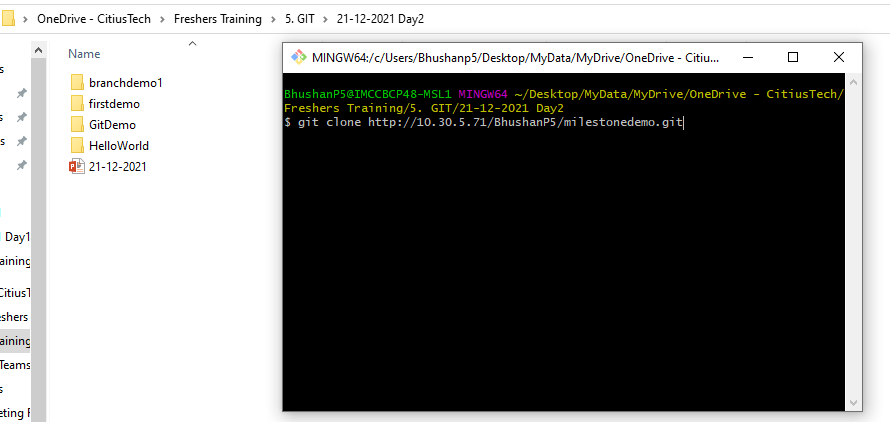 OneDrive - CitiusTech > Freshers Training > 5. GIT > 21-12-2021 Day2
Name
branchdemo1
firstdemo
GitDemo
HelloWorld
21-12-2021
s
s
s
l Day1
aining
CitiusT
eshers
aining
Teams
s
eting F
MINGW64:/c/Users/Bhushanp5/Desktop/MyData/MyDrive/OneDrive - Citiu...
BhushanP5@IMCCBCP48-MSL1 MINGW64 ~/Desktop/MyData/MyDrive/OneDrive - CitiusTech/
Freshers Training/5. GIT/21-12-2021 Day2
$ git clone http://10.30.5.71/BhushanP5/milestonedemo.git